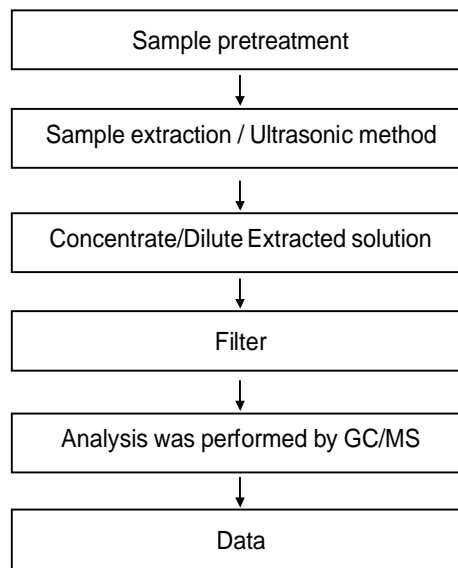 Sample pretreatment
Sample extraction / Ultrasonic method
Concentrate/Dilute Extracted solution
Filter
Analysis was performed by GC/MS
Data